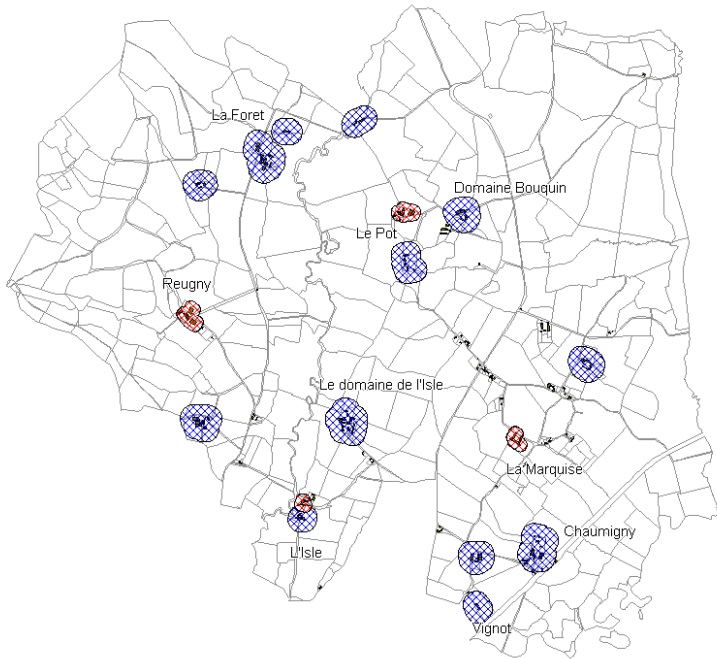 La Foret
Domaine Bouquin
Le Pot
Reugny
Le domaine de l'Isle
La Marquise
Chaumigny
L'Isle
Vignot